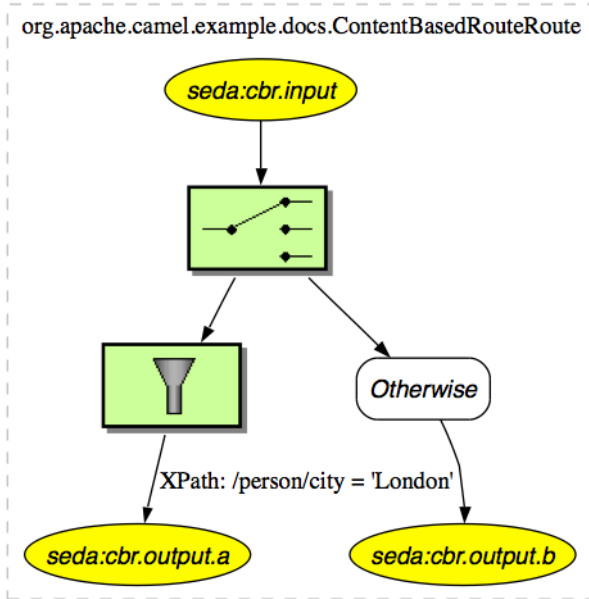 org.apache.camel.example.docs.ContentBasedRouteRoute
seda:cbr.input
Otherwise
XPath: /person/city = 'London'
seda:cbr.output.a
seda:cbr.output.b